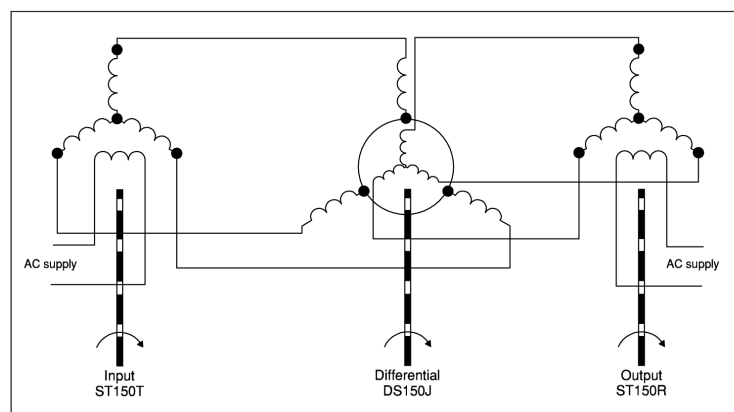 AC supply
AC supply
Input
ST150T
Differential
DS150J
Output
ST150R